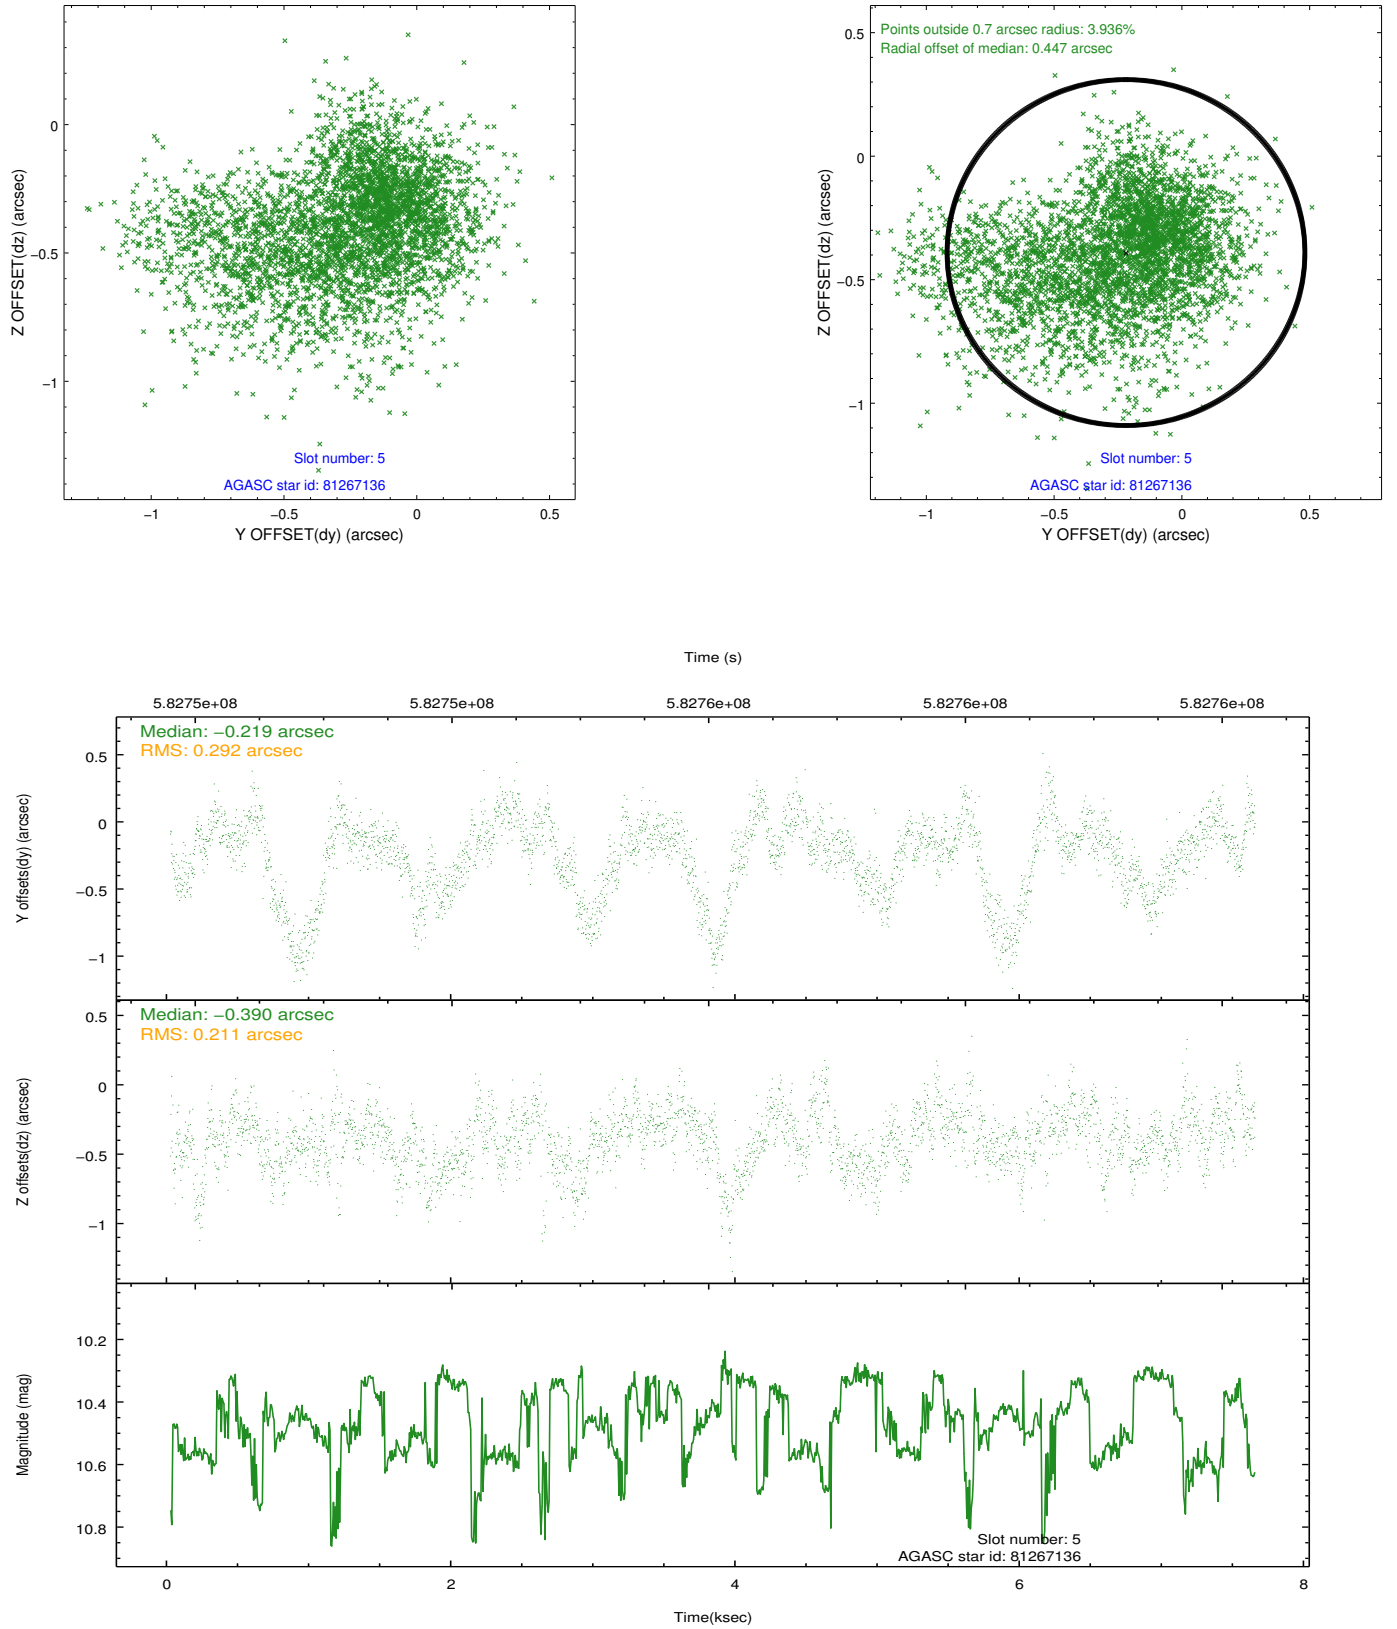 0
−0.5
−1
Z OFFSET(dz) (arcsec)
Slot number: 5
AGASC star id: 81267136
−1
−0.5
0
0.5
Y OFFSET(dy) (arcsec)
Points outside 0.7 arcsec radius: 3.936%
Radial offset of median: 0.447 arcsec
0.5
0
−0.5
−1
Z OFFSET(dz) (arcsec)
Slot number: 5
AGASC star id: 81267136
−1
−0.5
0
0.5
Y OFFSET(dy) (arcsec)
Time (s)
5.8275e+08
5.8275e+08
5.8276e+08
5.8276e+08
5.8276e+08
Median: −0.219 arcsec
RMS: 0.292 arcsec
0.5
0
−0.5
−1
Y offsets(dy) (arcsec)
Median: −0.390 arcsec
RMS: 0.211 arcsec
0.5
0
−0.5
−1
Z offsets(dz) (arcsec)
10.2
10.4
10.6
10.8
Magnitude (mag)
Slot number: 5
AGASC star id: 81267136
0
2
4
6
8
Time(ksec)